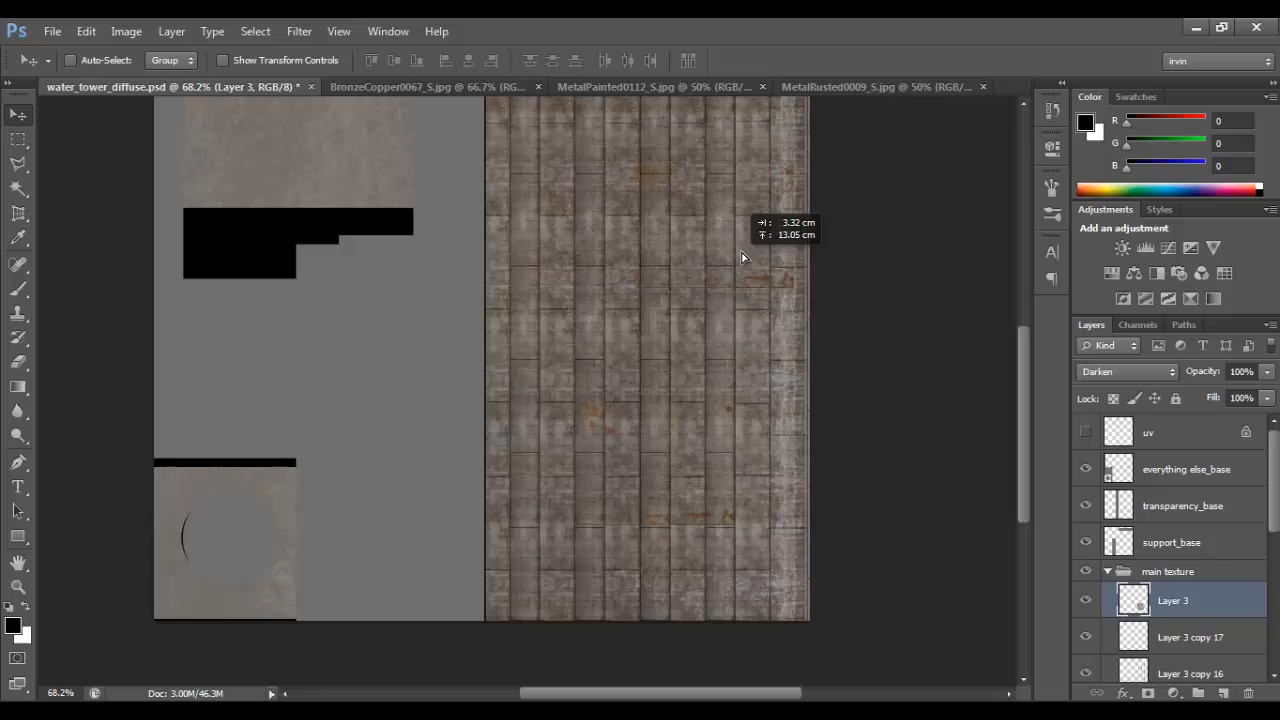 Ps File Edit Image Layer Type Select Filter View Window Help
Auto-Select: Group Show Transform Controls irvin
water_tower_diffuse.psd @ 68.2% (Layer 3, RGB/8) * × BronzeCopper0067_S.jpg @ 66.7% (RG... × MetalPainted0112_S.jpg @ 50% (RGB/... × MetalRusted0009_S.jpg @ 50% (RGB/... ×
Color Swatches
R 0
G 0
B 0
Adjustments Styles
Add an adjustment
3.32 cm
13.05 cm
Layers Channels Paths
Kind
Darken Opacity: 100%
Lock: Fill: 100%
uv
everything else_base
transparency_base
support_base
main texture
Layer 3
Layer 3 copy 17
Layer 3 copy 16
68.2% Doc: 3.00M/46.3M